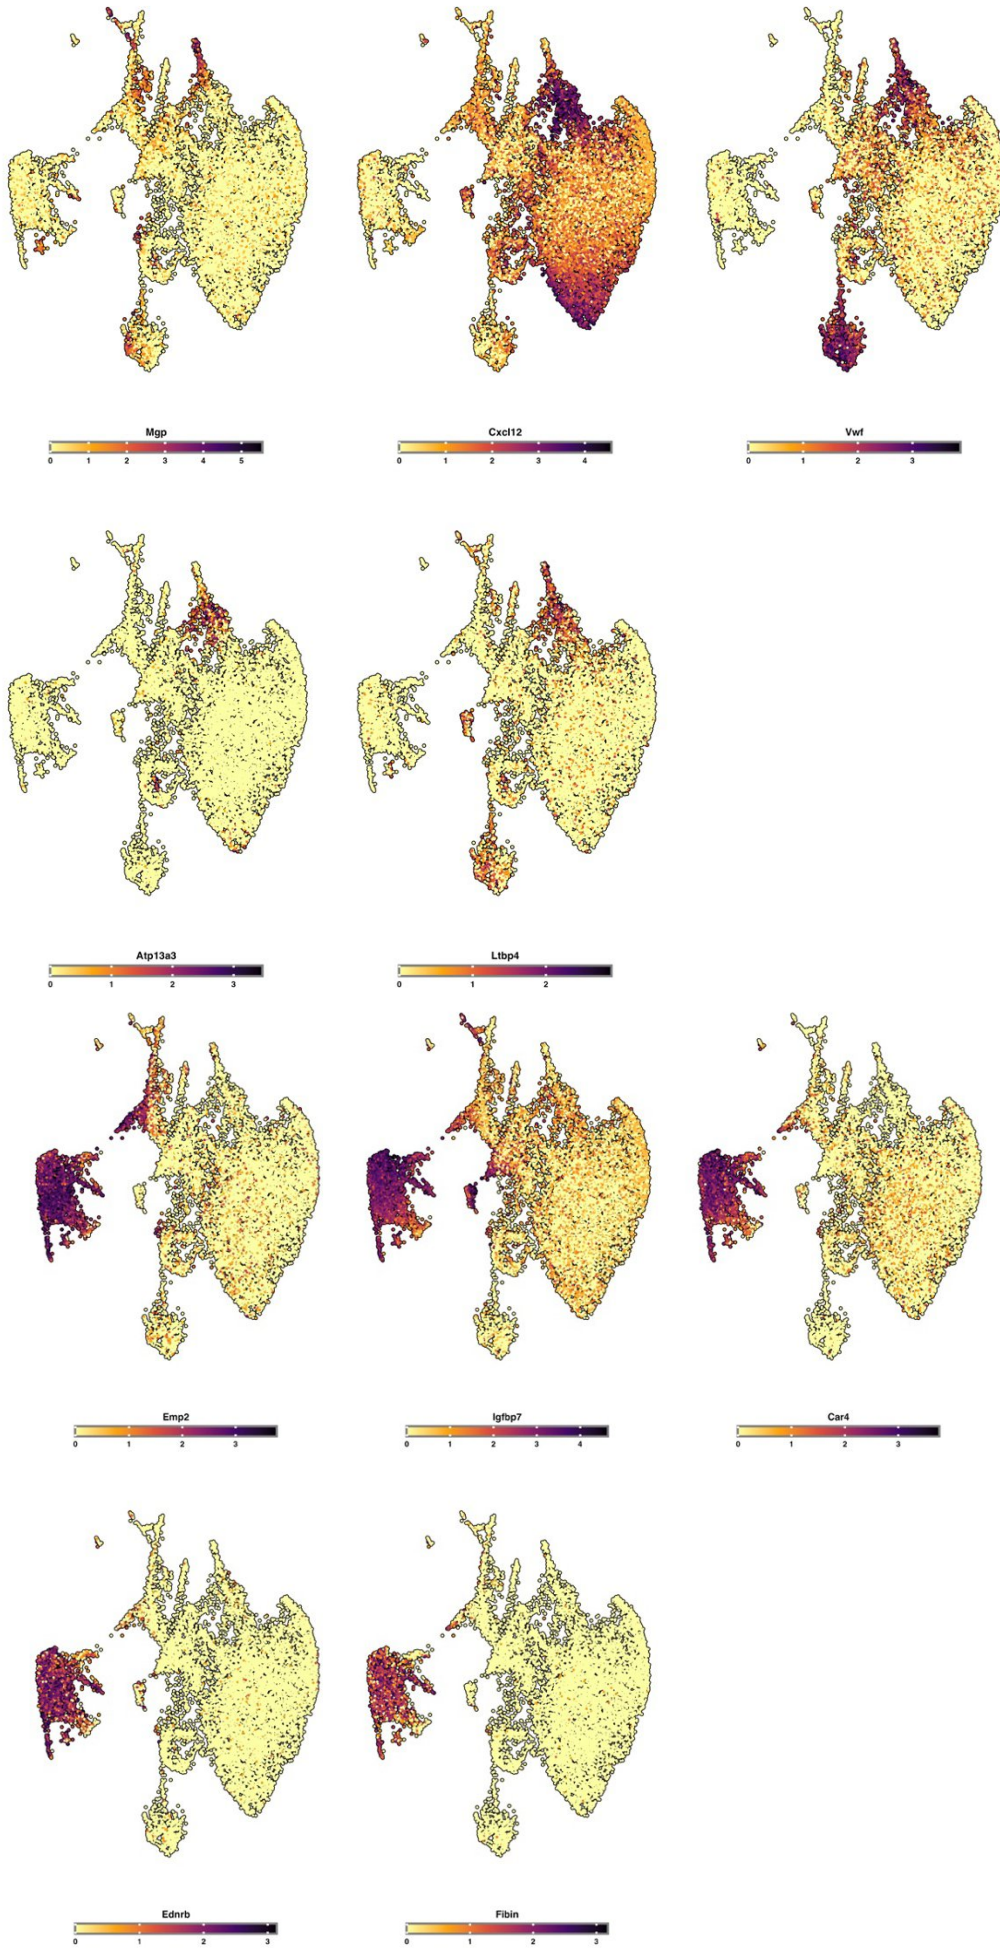 Mgp Cxcl12 Vwf
0 1 2 3 4 5 0 1 2 3 4 0 1 2 3
Atp13a3 Ltbp4
0 1 2 3 0 1 2
Emp2 Igfbp7 Car4
0 1 2 3 0 1 2 3 4 0 1 2 3
Ednrb Fibin
0 1 2 3 0 1 2 3